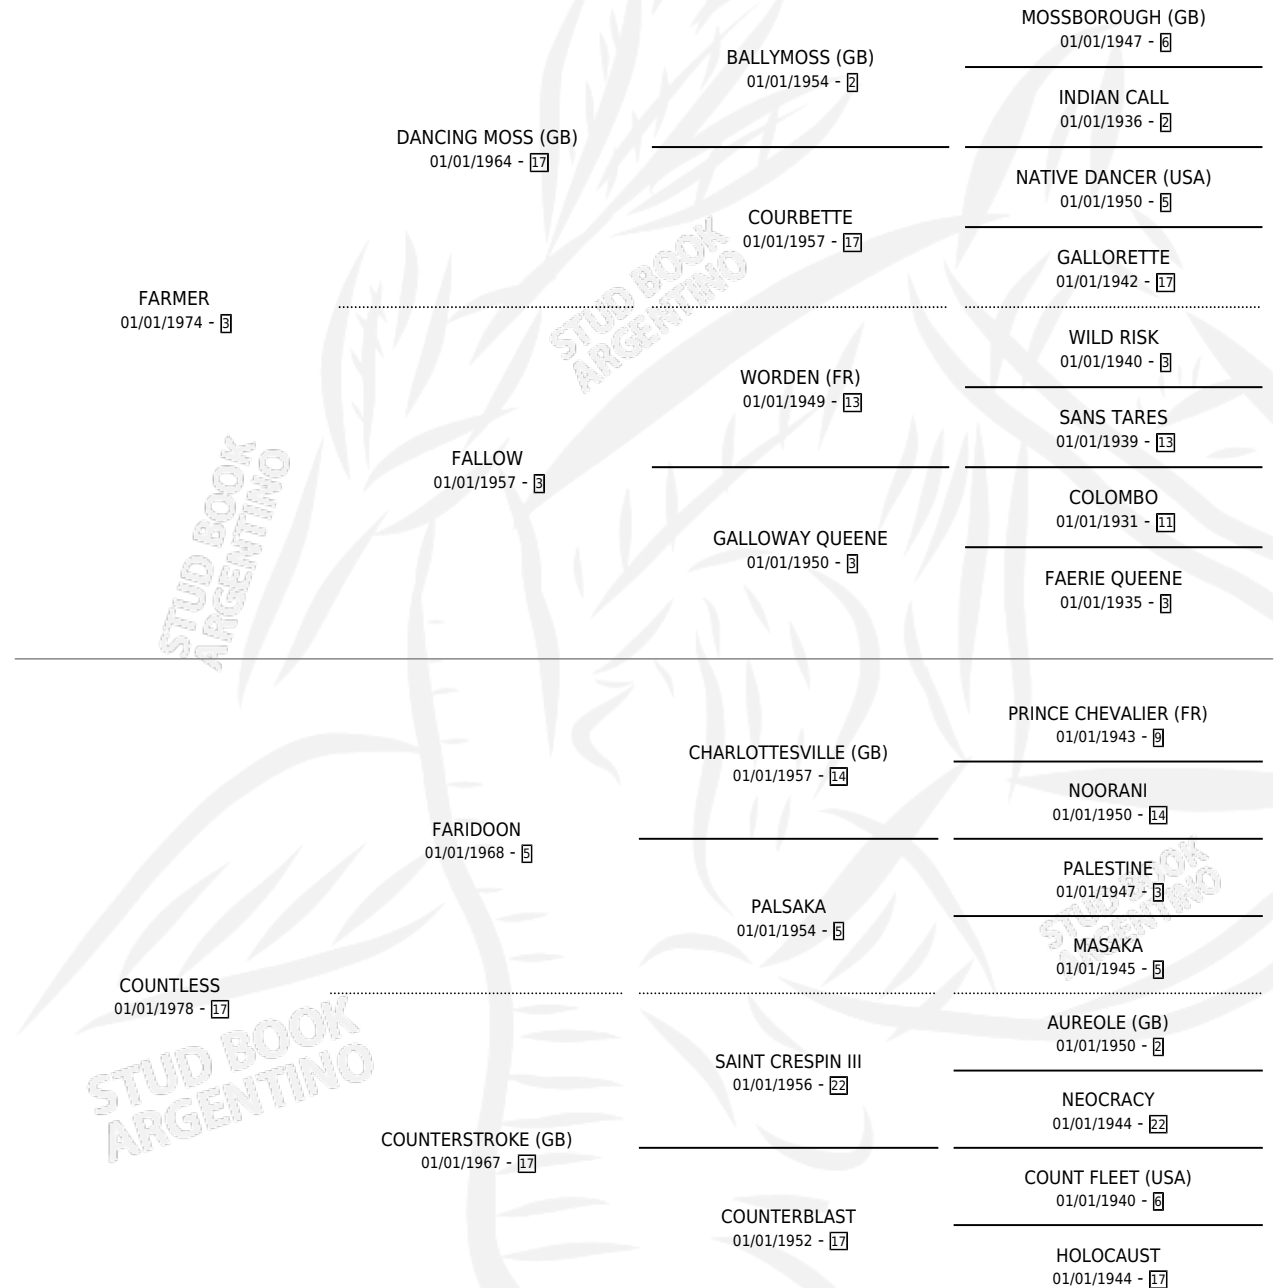 MOSSBOROUGH (GB)
01/01/1947 - 6
BALLYMOSS (GB)
01/01/1954 - 2
INDIAN CALL
01/01/1936 - 2
DANCING MOSS (GB)
01/01/1964 - 17
NATIVE DANCER (USA)
01/01/1950 - 5
COURBETTE
01/01/1957 - 17
GALLORETTE
01/01/1942 - 17
FARMER
01/01/1974 - 3
WILD RISK
01/01/1940 - 3
WORDEN (FR)
01/01/1949 - 13
SANS TARES
01/01/1939 - 13
FALLOW
01/01/1957 - 3
COLOMBO
01/01/1931 - 11
GALLOWAY QUEENE
01/01/1950 - 3
FAERIE QUEENE
01/01/1935 - 3
STUD BOOK
ARGENTINO
STUD BOOK
ARGENTINO
PRINCE CHEVALIER (FR)
01/01/1943 - 9
CHARLOTTESVILLE (GB)
01/01/1957 - 14
NOORANI
01/01/1950 - 14
FARIDOON
01/01/1968 - 5
PALESTINE
01/01/1947 - 3
PALSAKA
01/01/1954 - 5
MASAKA
01/01/1945 - 5
STUD BOOK
ARGENTINO
COUNTLESS
01/01/1978 - 17
AUREOLE (GB)
01/01/1950 - 2
SAINT CRESPIN III
01/01/1956 - 22
NEOCRACY
01/01/1944 - 22
STUD BOOK
ARGENTINO
COUNTERSTROKE (GB)
01/01/1967 - 17
COUNT FLEET (USA)
01/01/1940 - 6
COUNTERBLAST
01/01/1952 - 17
HOLOCAUST
01/01/1944 - 17